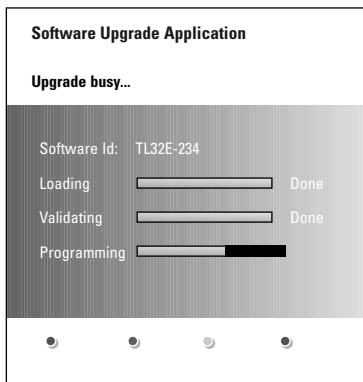 Software Upgrade Application
Upgrade busy...
Software Id: TL32E-234
Loading Done
Validating Done
Programming